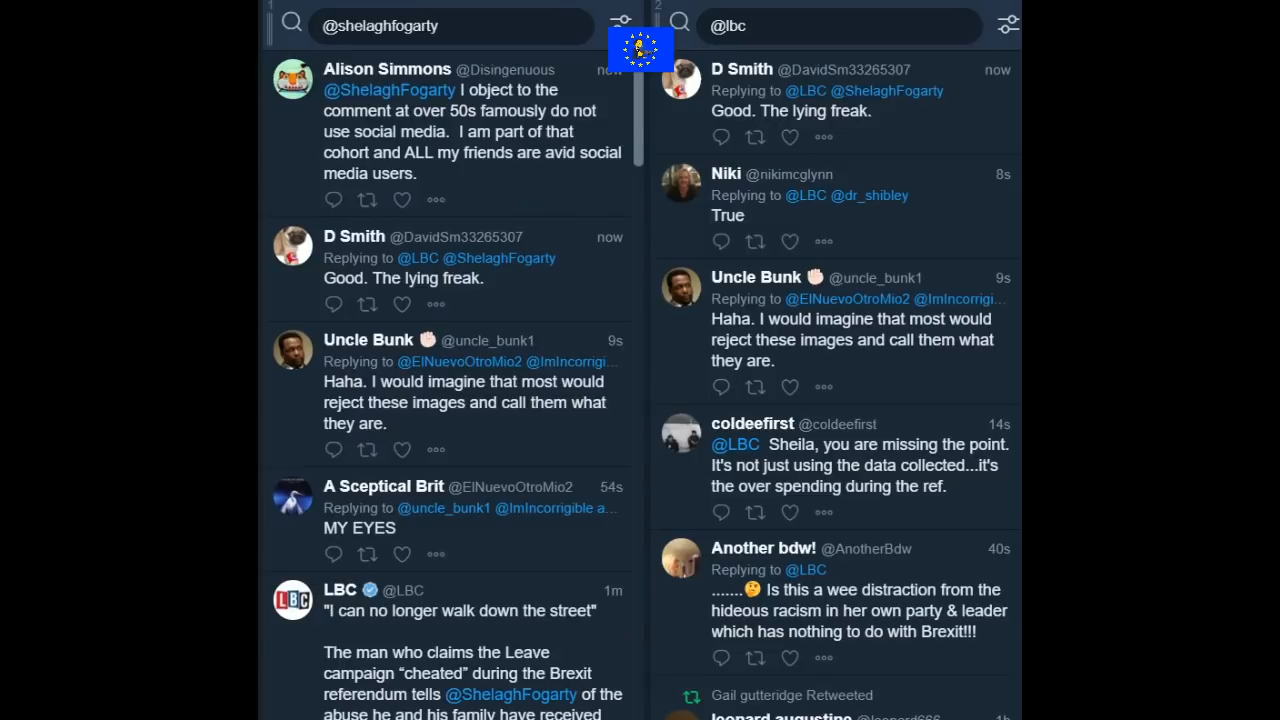 1
@shelaghfogarty
Alison Simmons @Disingenuous now
@ShelaghFogarty I object to the
comment at over 50s famously do not
use social media.  I am part of that
cohort and ALL my friends are avid social
media users.
D Smith @DavidSm33265307 now
Replying to @LBC @ShelaghFogarty
Good. The lying freak.
Uncle Bunk ✊🏻 @uncle_bunk1 9s
Replying to @ElNuevoOtroMio2 @ImIncorrigi...
Haha. I would imagine that most would
reject these images and call them what
they are.
A Sceptical Brit @ElNuevoOtroMio2 54s
Replying to @uncle_bunk1 @ImIncorrigible a...
MY EYES
LBC @LBC 1m
"I can no longer walk down the street"
The man who claims the Leave
campaign “cheated” during the Brexit
referendum tells @ShelaghFogarty of the
abuse he and his family have received
2
@lbc
D Smith @DavidSm33265307 now
Replying to @LBC @ShelaghFogarty
Good. The lying freak.
Niki @nikimcglynn 8s
Replying to @LBC @dr_shibley
True
Uncle Bunk ✊🏻 @uncle_bunk1 9s
Replying to @ElNuevoOtroMio2 @ImIncorrigi...
Haha. I would imagine that most would
reject these images and call them what
they are.
coldeefirst @coldeefirst 14s
@LBC  Sheila, you are missing the point.
It's not just using the data collected...it's
the over spending during the ref.
Another bdw! @AnotherBdw 40s
Replying to @LBC
.......🤔 Is this a wee distraction from the
hideous racism in her own party & leader
which has nothing to do with Brexit!!!
Gail gutteridge Retweeted
leonard augustine @leonard666 1h